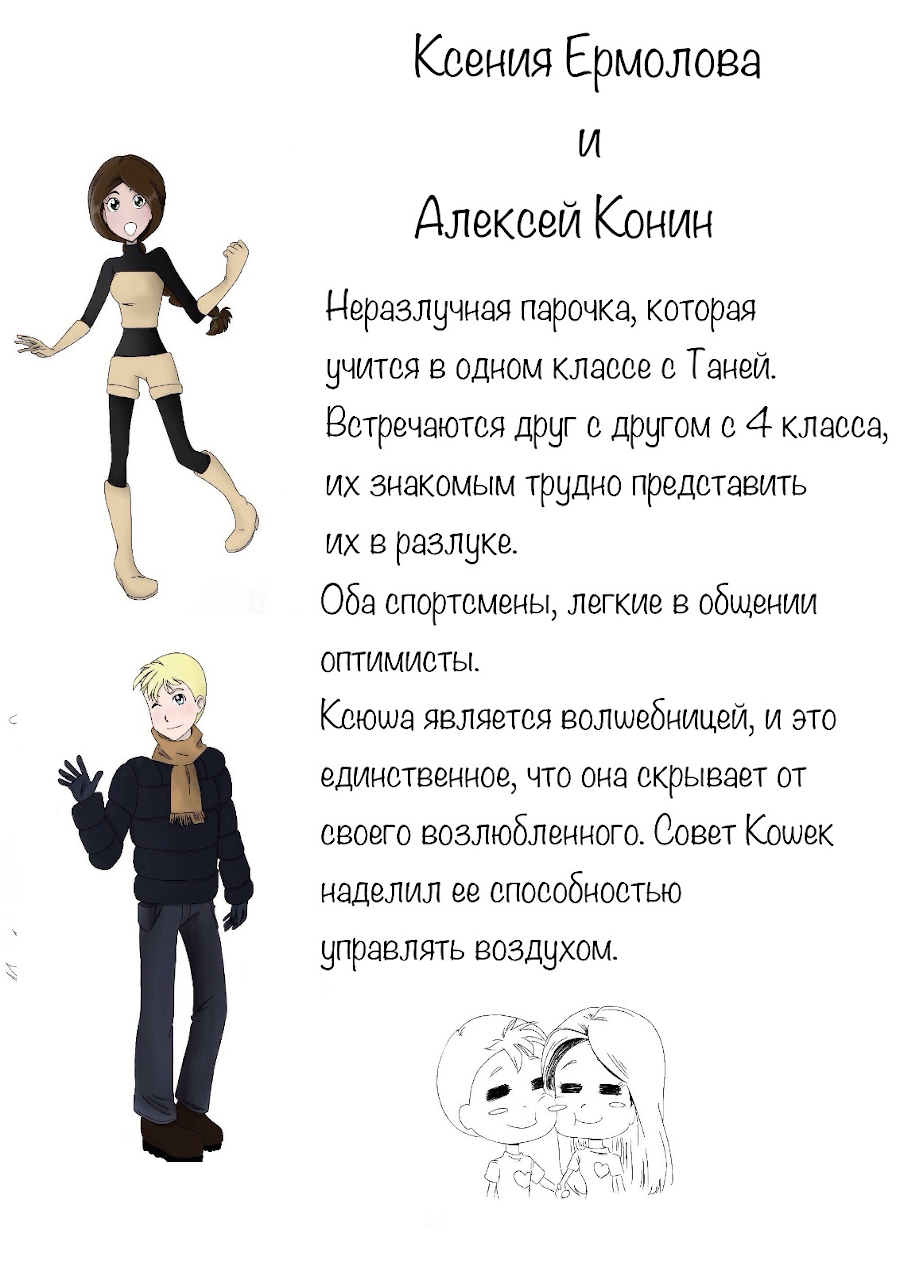 Ксения Ермолова
и
Алексей Конин
Неразлучная парочка, которая
учится в одном классе с Таней.
Встречаются друг с другом с 4 класса,
их знакомым трудно представить
их в разлуке.
Оба спортсмены, легкие в общении
оптимисты.
Ксюша является волшебницей, и это
единственное, что она скрывает от
своего возлюбленного. Совет Кошек
наделил ее способностью
управлять воздухом.